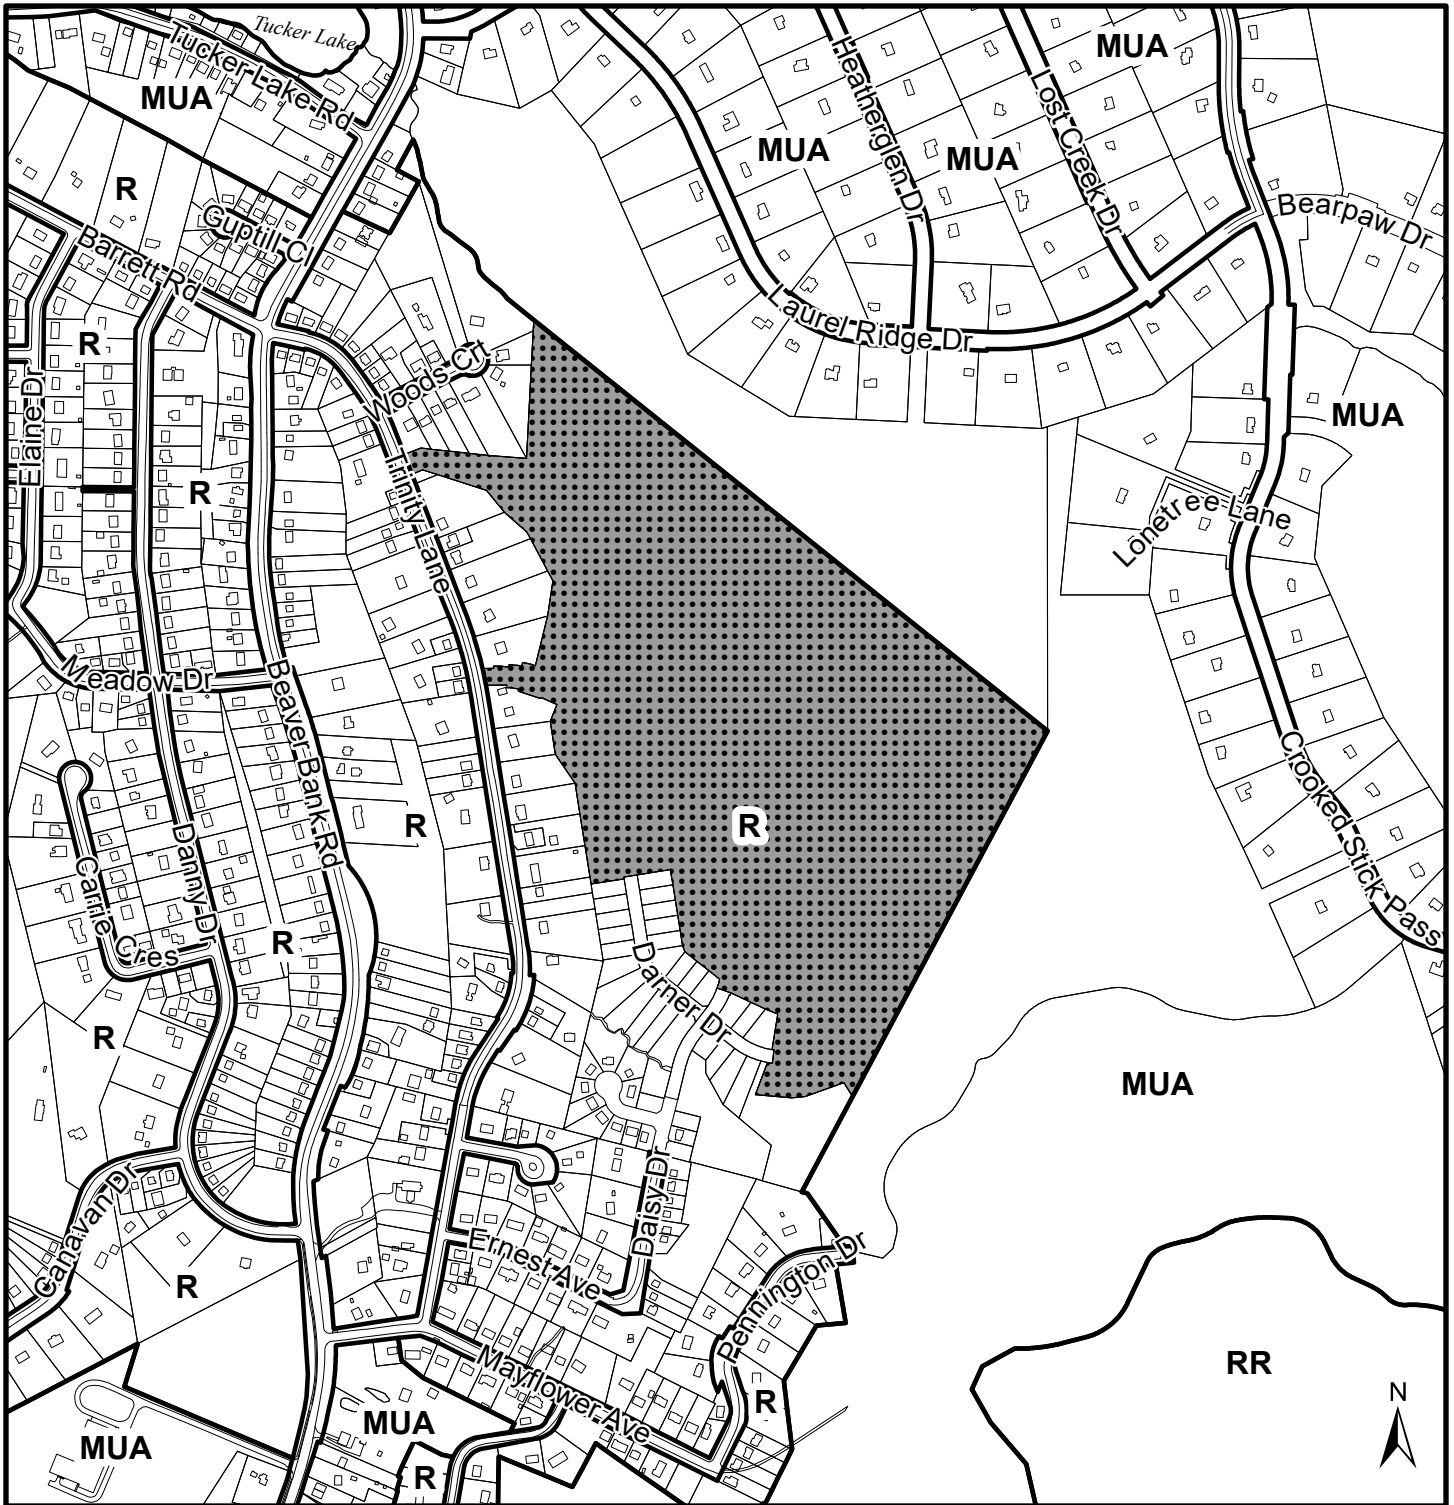 Tucker Lake
Tucker Lake Rd
MUA
MUA
Heatherglen Dr
Lost Creek Dr
MUA
MUA
R
Guptill Cl
Barrett Rd
Bearpaw Dr
Laurel Ridge Dr
R
Woods Crt
Elaine Dr
MUA
R
Trinity Lane
Lonetree Lane
Meadow Dr
Beaver Bank Rd
Crooked Stick Pass
R
R
Danny Dr
Carrie Cres
R
Darner Dr
R
MUA
Canavan Dr
Daisy Dr
R
Ernest Ave
Pennington Dr
Mayflower Ave
RR
R
N
MUA
MUA
R